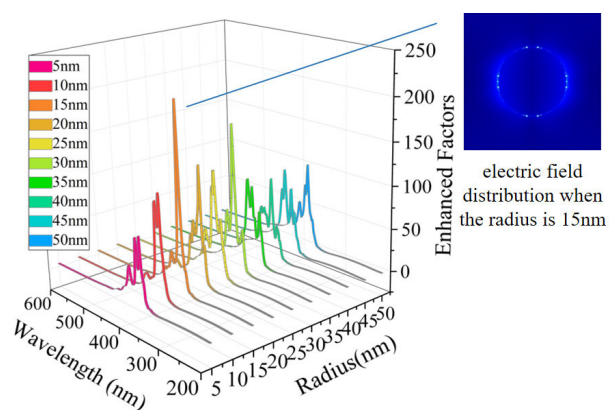 5nm
10nm
15nm
20nm
25nm
30nm
35nm
40nm
45nm
50nm
250
200
150
100
50
0
Enhanced Factors
600
500
400
300
200
Wavelength (nm)
5
10
15
20
25
30
35
40
45
50
Radius(nm)
electric field
distribution when
the radius is 15nm